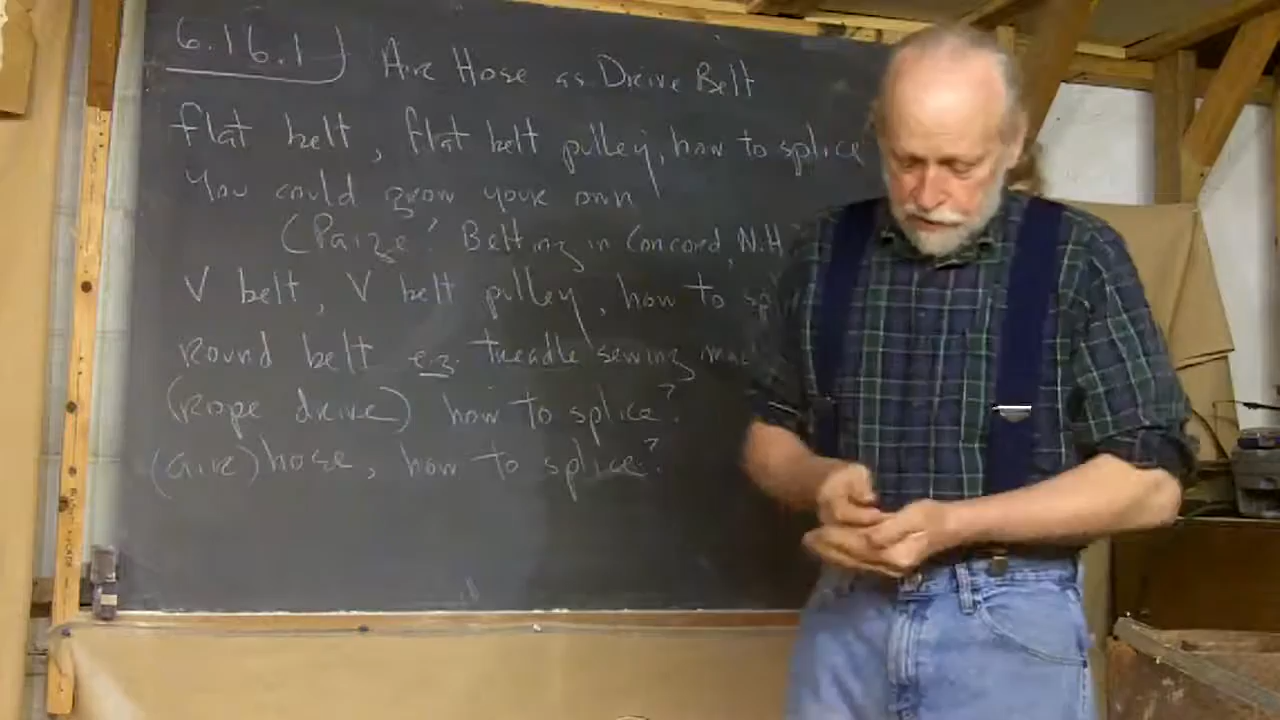 6.16.1) Air Hose as Drive Belt
flat belt, flat belt pulley, how to splice
You could grow your own
(Paige? Belting in Concord, N.H.
V belt, V belt pulley, how to
round belt e.g. treadle sewing
(rope drive) how to splice?
(air) hose, how to splice?